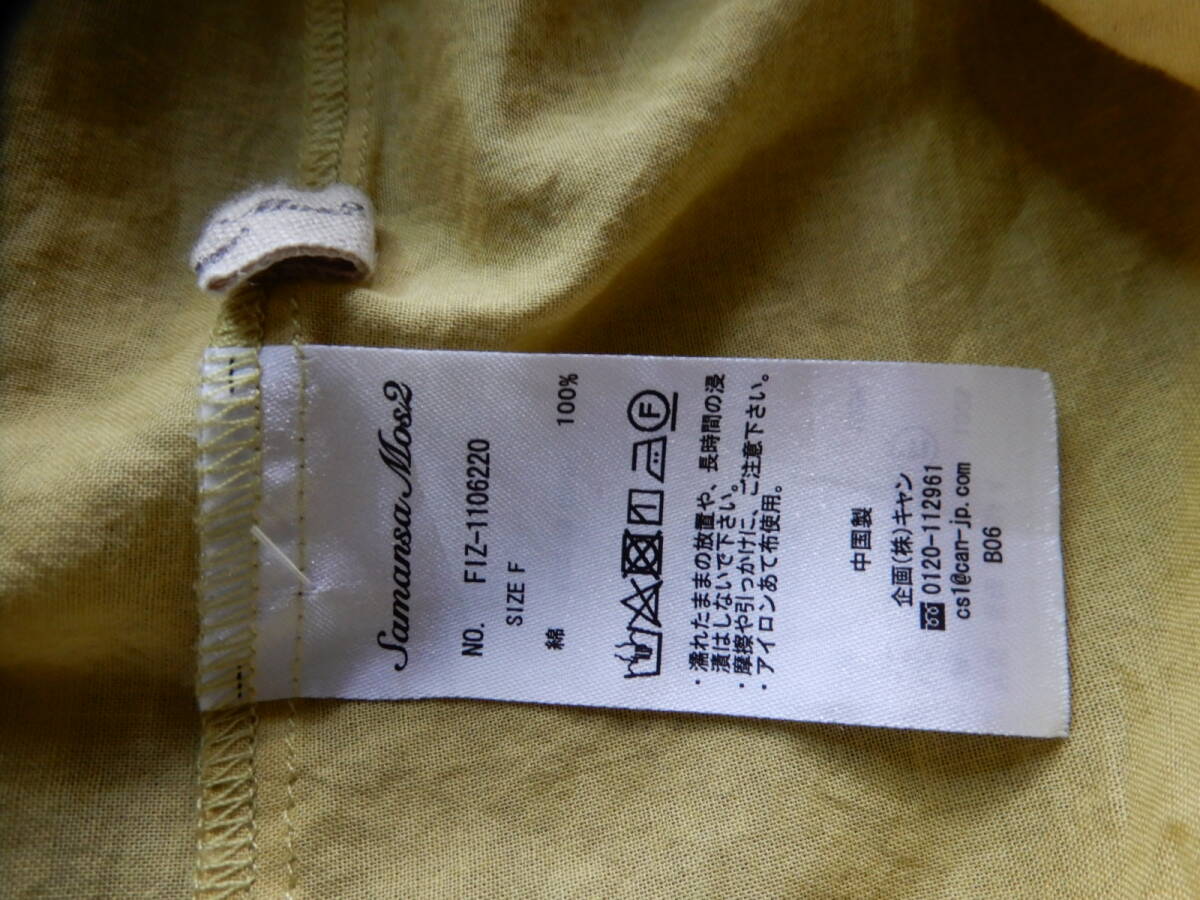 Samansa Mos2
NO. F1Z-1106220
SIZE F
綿 100%
F
・濡れたままの放置や、長時間の浸
漬はしないで下さい。
・摩擦や引っかけに、ご注意下さい。
・アイロンあて布使用。
中国製
企画(株)キャン
0120-112961
cs1@can-jp.com
B06